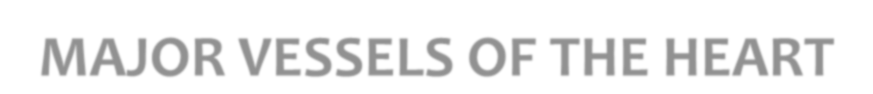 MAJOR VESSELS OF THE HEART